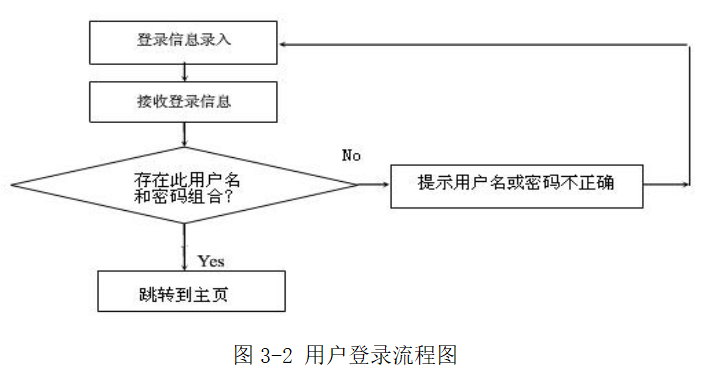 登录信息录入
接收登录信息
存在此用户名
和密码组合?
No
提示用户名或密码不正确
Yes
跳转到主页
图 3-2 用户登录流程图